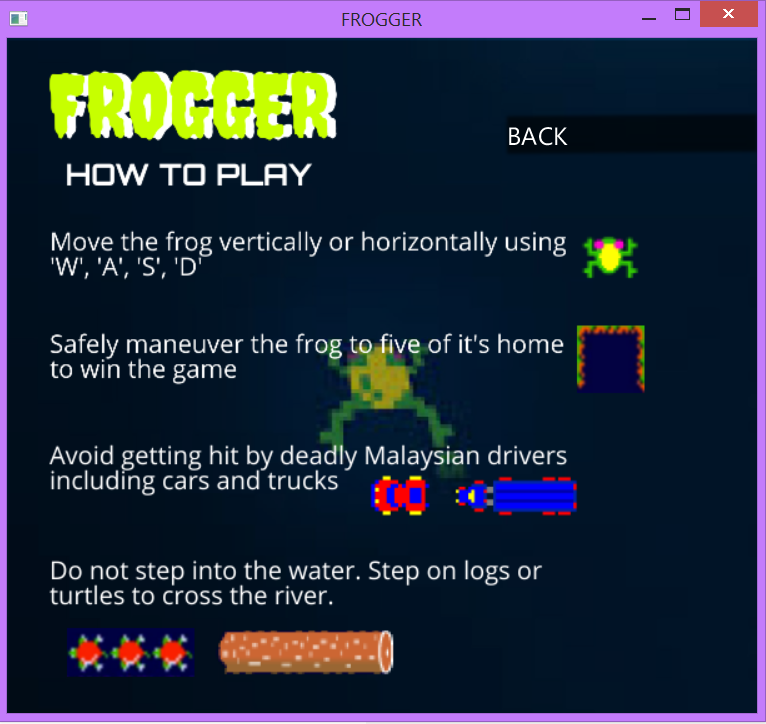 FROGGER
FROGGER
BACK
HOW TO PLAY
Move the frog vertically or horizontally using
'W', 'A', 'S', 'D'
Safely maneuver the frog to five of it's home
to win the game
Avoid getting hit by deadly Malaysian drivers
including cars and trucks
Do not step into the water. Step on logs or
turtles to cross the river.